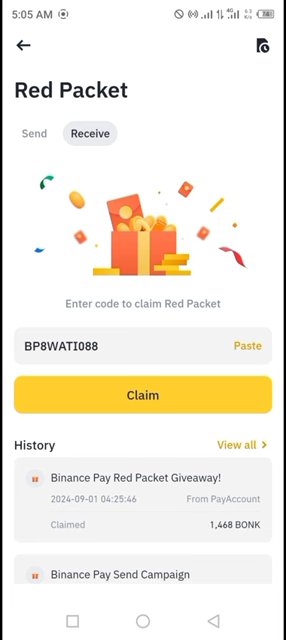 5:05 AM
4G
Red Packet
Send
Receive
Enter code to claim Red Packet
BP8WATI088
Paste
Claim
History
View all
Binance Pay Red Packet Giveaway!
2024-09-01 04:25:46
From PayAccount
Claimed
1,468 BONK
Binance Pay Send Campaign